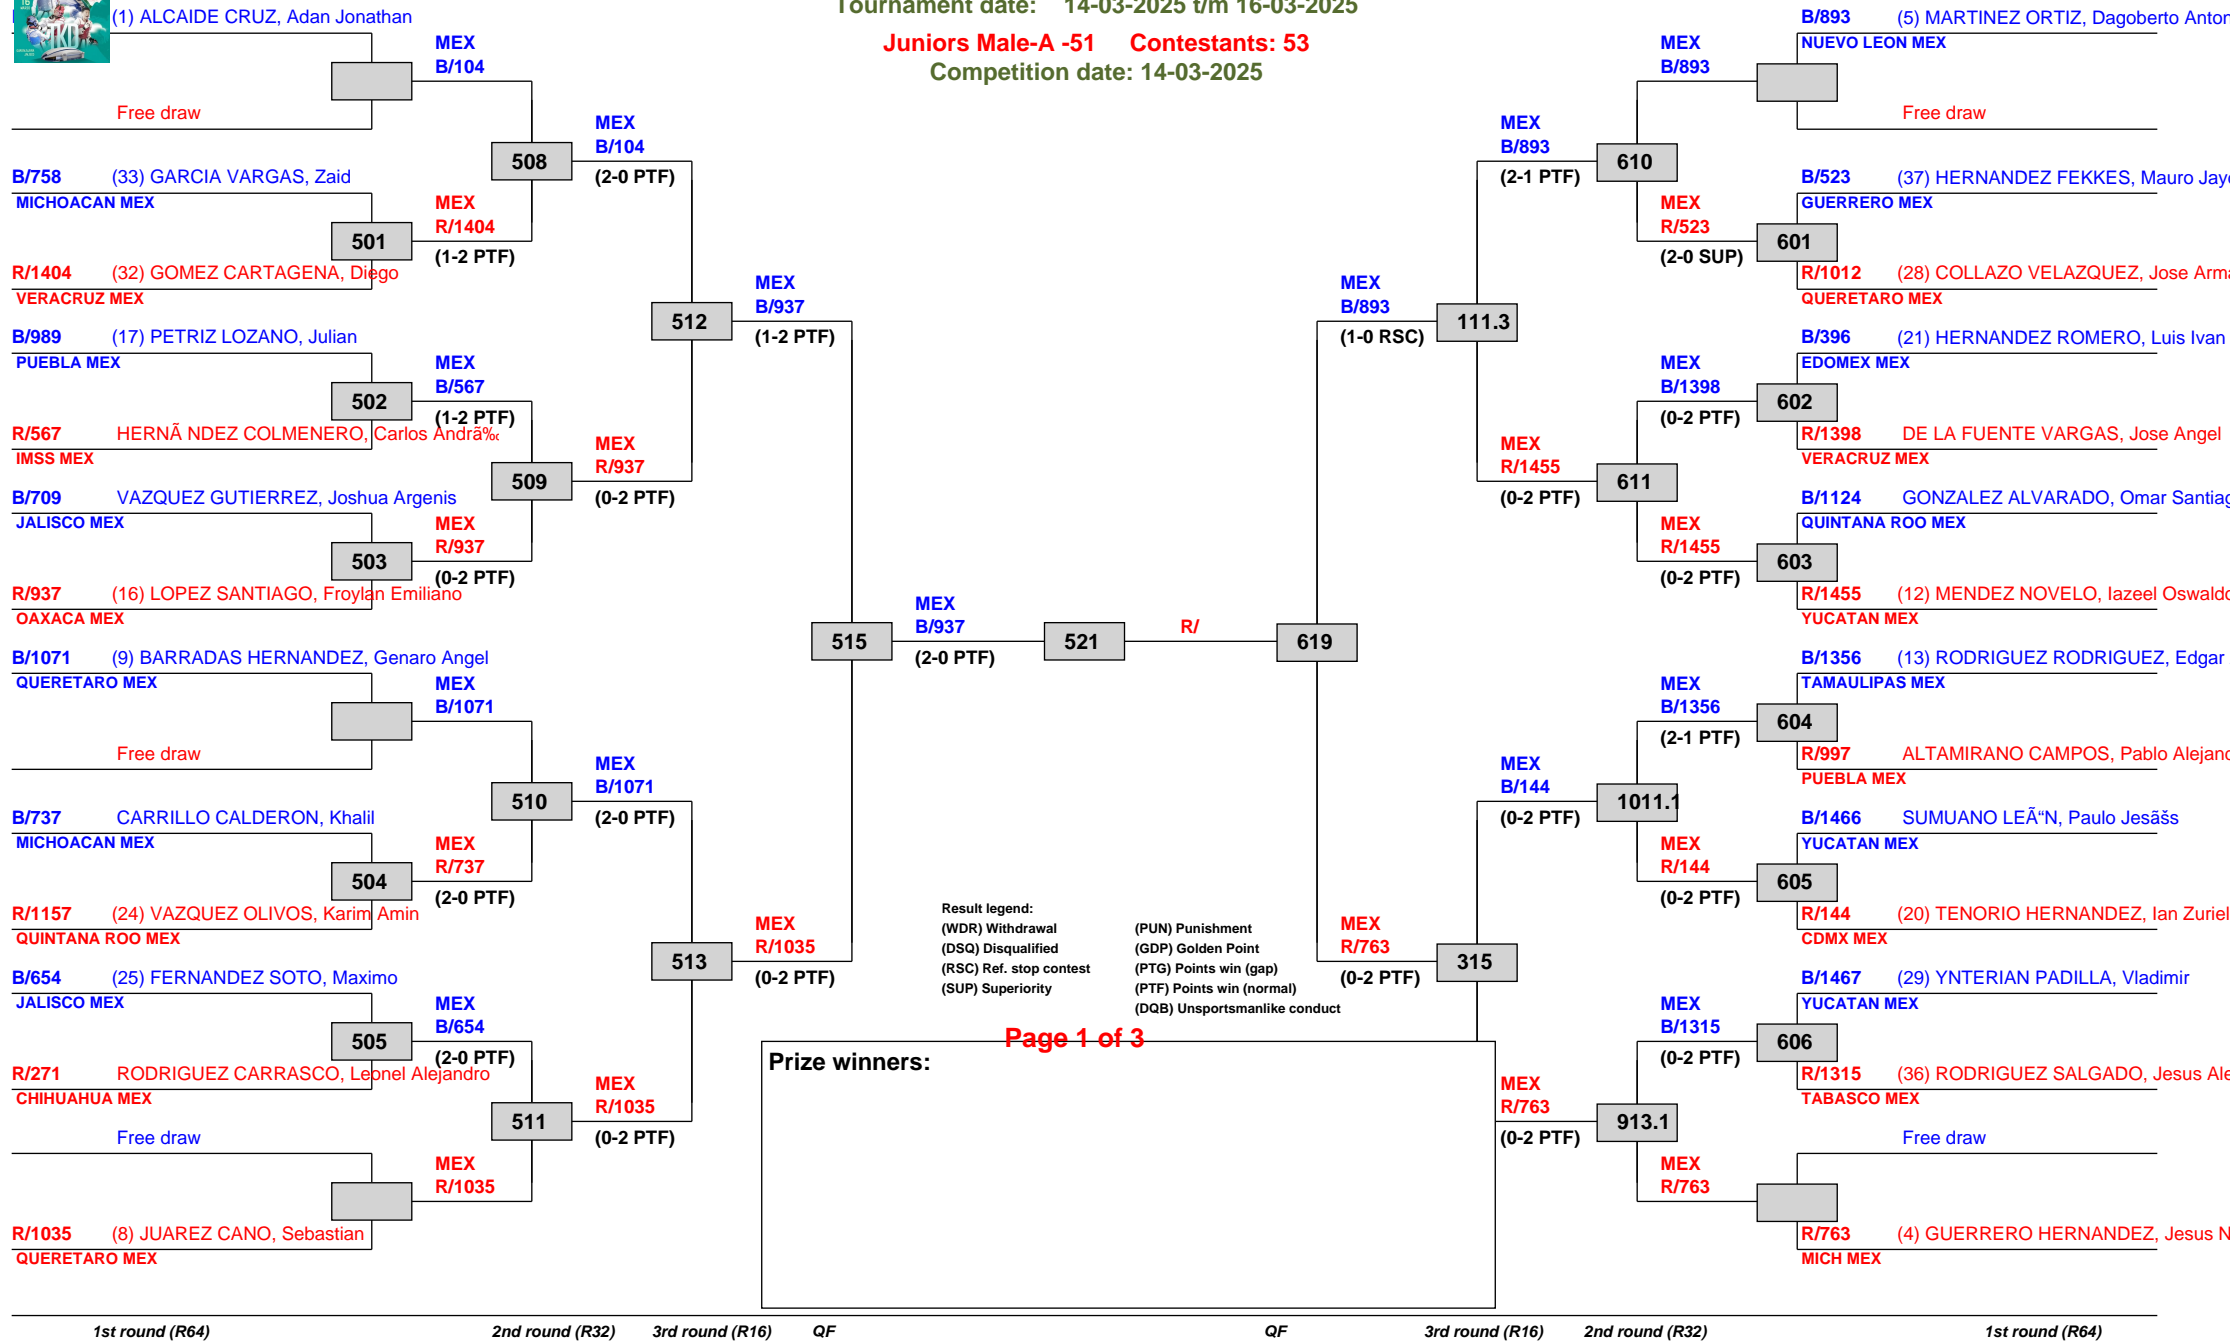 Tournament date: 14-03-2025 t/m 16-03-2025
Juniors Male-A -51 Contestants: 53
Competition date: 14-03-2025
(1) ALCAIDE CRUZ, Adan Jonathan
Free draw
B/758 (33) GARCIA VARGAS, Zaid
MICHOACAN MEX
R/1404 (32) GOMEZ CARTAGENA, Diego
VERACRUZ MEX
B/989 (17) PETRIZ LOZANO, Julian
PUEBLA MEX
R/567 HERNÃ NDEZ COLMENERO, Carlos Andrã‰
IMSS MEX
B/709 VAZQUEZ GUTIERREZ, Joshua Argenis
JALISCO MEX
R/937 (16) LOPEZ SANTIAGO, Froylan Emiliano
OAXACA MEX
B/1071 (9) BARRADAS HERNANDEZ, Genaro Angel
QUERETARO MEX
Free draw
B/737 CARRILLO CALDERON, Khalil
MICHOACAN MEX
R/1157 (24) VAZQUEZ OLIVOS, Karim Amin
QUINTANA ROO MEX
B/654 (25) FERNANDEZ SOTO, Maximo
JALISCO MEX
R/271 RODRIGUEZ CARRASCO, Leonel Alejandro
CHIHUAHUA MEX
Free draw
R/1035 (8) JUAREZ CANO, Sebastian
QUERETARO MEX
501
502
503
504
505
MEX
B/104
MEX
R/1404
(1-2 PTF)
MEX
B/567
(1-2 PTF)
MEX
R/937
(0-2 PTF)
MEX
B/1071
MEX
R/737
(2-0 PTF)
MEX
B/654
(2-0 PTF)
MEX
R/1035
508
509
510
511
MEX
B/104
(2-0 PTF)
MEX
R/937
(0-2 PTF)
MEX
B/1071
(2-0 PTF)
MEX
R/1035
(0-2 PTF)
512
513
MEX
B/937
(1-2 PTF)
MEX
R/1035
(0-2 PTF)
515
MEX
B/937
(2-0 PTF)
521
R/
619
MEX
B/893
(1-0 RSC)
MEX
R/763
(0-2 PTF)
111.3
315
MEX
B/893
(2-1 PTF)
MEX
R/1455
(0-2 PTF)
MEX
B/144
(0-2 PTF)
MEX
R/763
(0-2 PTF)
610
611
1011.1
913.1
MEX
B/893
MEX
R/523
(2-0 SUP)
MEX
B/1398
(0-2 PTF)
MEX
R/1455
(0-2 PTF)
MEX
B/1356
(2-1 PTF)
MEX
R/144
(0-2 PTF)
MEX
B/1315
(0-2 PTF)
MEX
R/763
601
602
603
604
605
606
B/893 (5) MARTINEZ ORTIZ, Dagoberto Anton
NUEVO LEON MEX
Free draw
B/523 (37) HERNANDEZ FEKKES, Mauro Jay
GUERRERO MEX
R/1012 (28) COLLAZO VELAZQUEZ, Jose Arma
QUERETARO MEX
B/396 (21) HERNANDEZ ROMERO, Luis Ivan
EDOMEX MEX
R/1398 DE LA FUENTE VARGAS, Jose Angel
VERACRUZ MEX
B/1124 GONZALEZ ALVARADO, Omar Santiag
QUINTANA ROO MEX
R/1455 (12) MENDEZ NOVELO, Iazeel Oswaldo
YUCATAN MEX
B/1356 (13) RODRIGUEZ RODRIGUEZ, Edgar
TAMAULIPAS MEX
R/997 ALTAMIRANO CAMPOS, Pablo Alejand
PUEBLA MEX
B/1466 SUMUANO LEÃ“N, Paulo Jesãšs
YUCATAN MEX
R/144 (20) TENORIO HERNANDEZ, Ian Zuriel
CDMX MEX
B/1467 (29) YNTERIAN PADILLA, Vladimir
YUCATAN MEX
R/1315 (36) RODRIGUEZ SALGADO, Jesus Ale
TABASCO MEX
Free draw
R/763 (4) GUERRERO HERNANDEZ, Jesus N
MICH MEX
Result legend:
(WDR) Withdrawal (PUN) Punishment
(DSQ) Disqualified (GDP) Golden Point
(RSC) Ref. stop contest (PTG) Points win (gap)
(SUP) Superiority (PTF) Points win (normal)
(DQB) Unsportsmanlike conduct
Page 1 of 3
Prize winners:
1st round (R64) 2nd round (R32) 3rd round (R16) QF QF 3rd round (R16) 2nd round (R32) 1st round (R64)